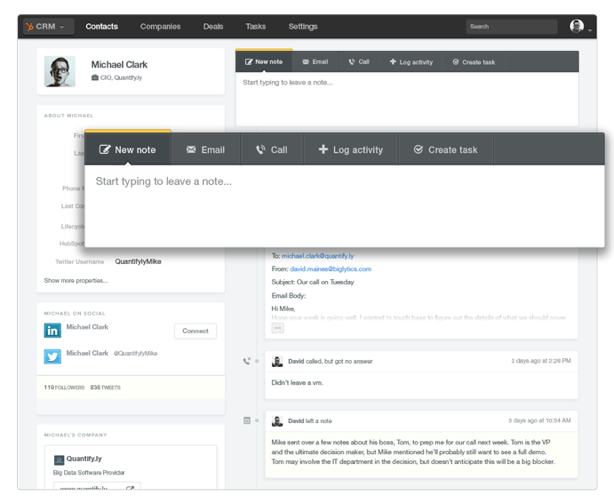 CRM
Contacts
Companies
Deals
Tasks
Settings
Search
Michael Clark
CIO, Quantify.ly
New note
Email
Call
Log activity
Create task
Start typing to leave a note...
ABOUT MICHAEL
New note
Email
Call
Log activity
Create task
Start typing to leave a note...
Phone
Lifecycle
HubSpot
Twitter Username
QuantifylyMike
Show more properties...
To: michael.clark@quantify.ly
From: david.maines@biglytics.com
Subject: Our call on Tuesday
Email Body:
Hi Mike,
Hope your week is going well. I wanted to touch base to figure out the details of what we should cover
MICHAEL ON SOCIAL
Michael Clark
Connect
Michael Clark @QuantifylyMike
119 FOLLOWERS 836 TWEETS
David called, but got no answer
2 days ago at 2:28 PM
Didn't leave a vm.
David left a note
3 days ago at 10:54 AM
Mike sent over a few notes about his boss, Tom, to prep me for our call next week. Tom is the VP
and the ultimate decision maker, but Mike mentioned he'll probably still want to see a full demo.
Tom may involve the IT department in the decision, but doesn't anticipate this will be a big blocker.
MICHAEL'S COMPANY
Quantify.ly
Big Data Software Provider
www.quantify.ly